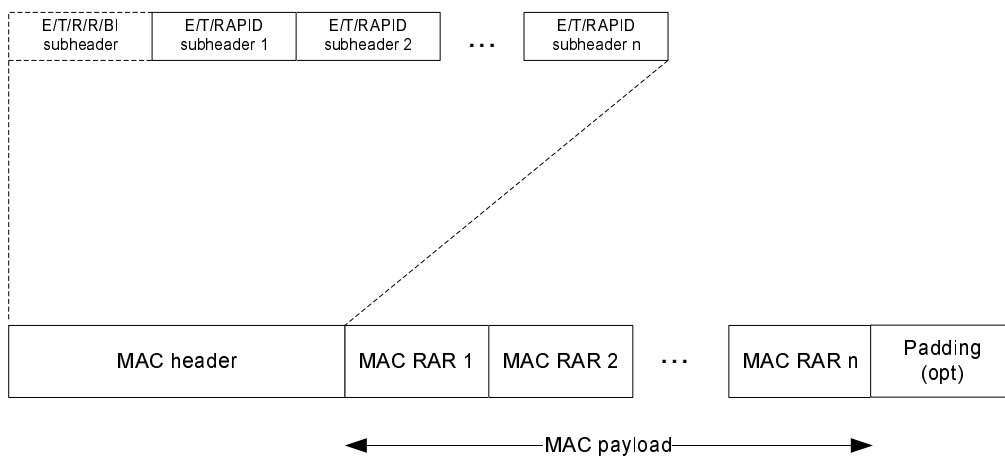 E/T/R/R/BI
subheader
E/T/RAPID
subheader 1
E/T/RAPID
subheader 2
...
E/T/RAPID
subheader n
MAC header
MAC RAR 1
MAC RAR 2
...
MAC RAR n
Padding
(opt)
MAC payload